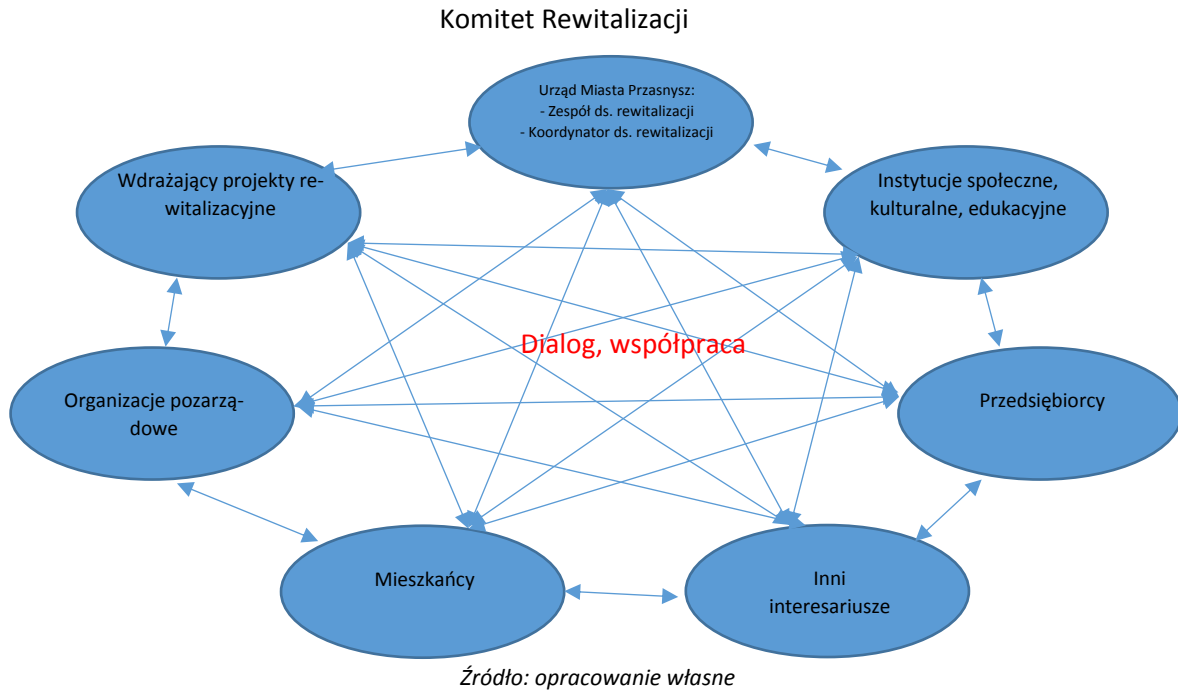 Komitet Rewitalizacji
Urząd Miasta Przasnysz:
- Zespół ds. rewitalizacji
- Koordynator ds. rewitalizacji
Wdrażający projekty re-
witalizacyjne
Instytucje społeczne,
kulturalne, edukacyjne
Dialog, współpraca
Organizacje pozarzą-
dowe
Przedsiębiorcy
Mieszkańcy
Inni
interesariusze
Źródło: opracowanie własne